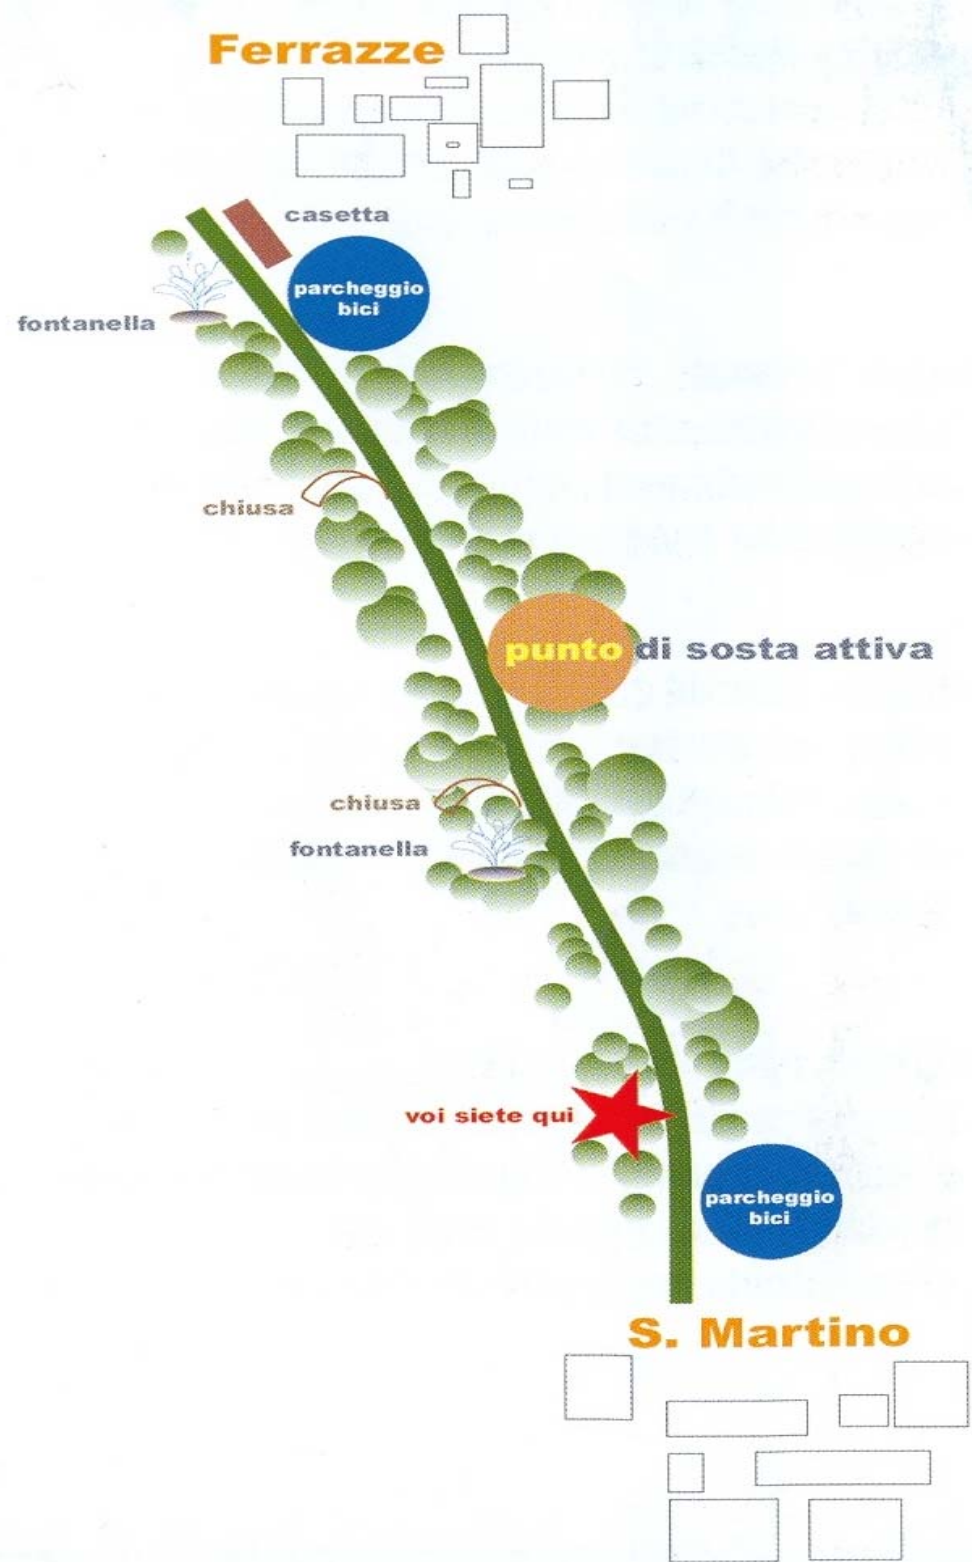 Ferrazze
casetta
parcheggio
bici
fontanella
chiusa
punto di sosta attiva
chiusa
fontanella
voi siete qui
parcheggio
bici
S. Martino